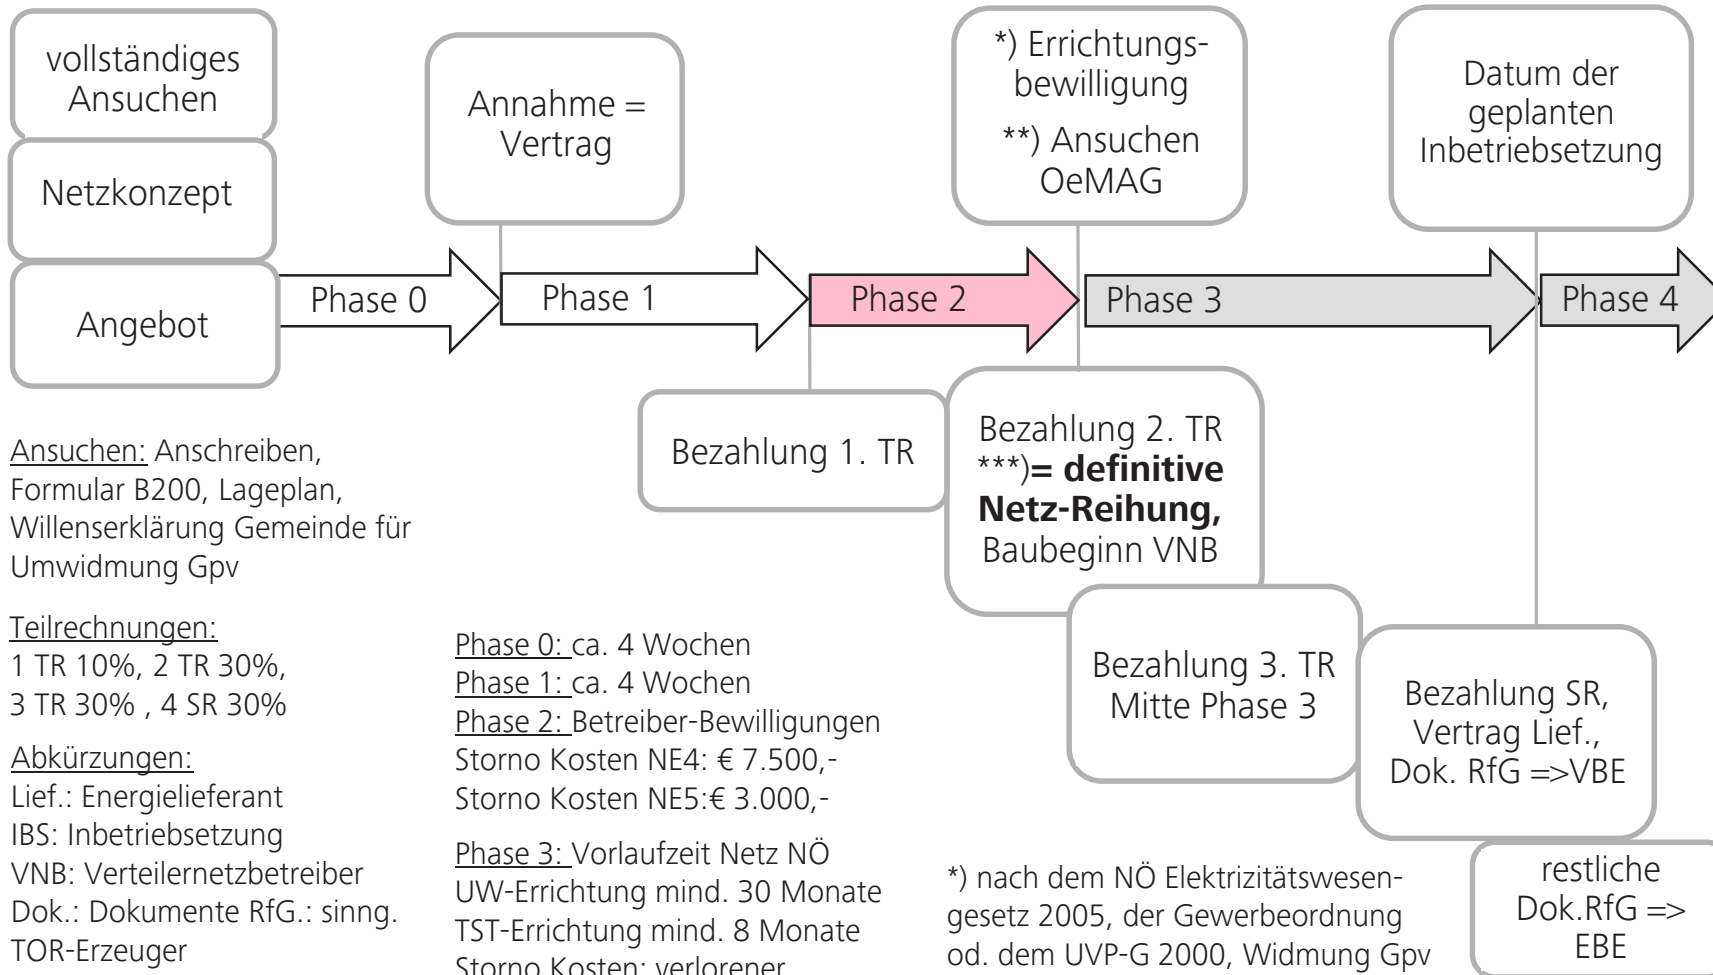 vollständiges
Ansuchen
Netzkonzept
Angebot
Annahme =
Vertrag
*) Errichtungs-
bewilligung
**) Ansuchen
OeMAG
Datum der
geplanten
Inbetriebsetzung
Phase 0
Phase 1
Phase 2
Phase 3
Phase 4
Bezahlung 1. TR
Bezahlung 2. TR
***)= definitive
Netz-Reihung,
Baubeginn VNB
Bezahlung 3. TR
Mitte Phase 3
Bezahlung SR,
Vertrag Lief.,
Dok. RfG =>VBE
restliche
Dok.RfG =>
EBE
Ansuchen: Anschreiben,
Formular B200, Lageplan,
Willenserklärung Gemeinde für
Umwidmung Gpv
Teilrechnungen:
1 TR 10%, 2 TR 30%,
3 TR 30% , 4 SR 30%
Abkürzungen:
Lief.: Energielieferant
IBS: Inbetriebsetzung
VNB: Verteilernetzbetreiber
Dok.: Dokumente RfG.: sinng.
TOR-Erzeuger
Phase 0: ca. 4 Wochen
Phase 1: ca. 4 Wochen
Phase 2: Betreiber-Bewilligungen
Storno Kosten NE4: € 7.500,-
Storno Kosten NE5:€ 3.000,-
Phase 3: Vorlaufzeit Netz NÖ
UW-Errichtung mind. 30 Monate
TST-Errichtung mind. 8 Monate
Storno Kosten: verlorener
*) nach dem NÖ Elektrizitätswesen-
gesetz 2005, der Gewerbeordnung
od. dem UVP-G 2000, Widmung Gpv